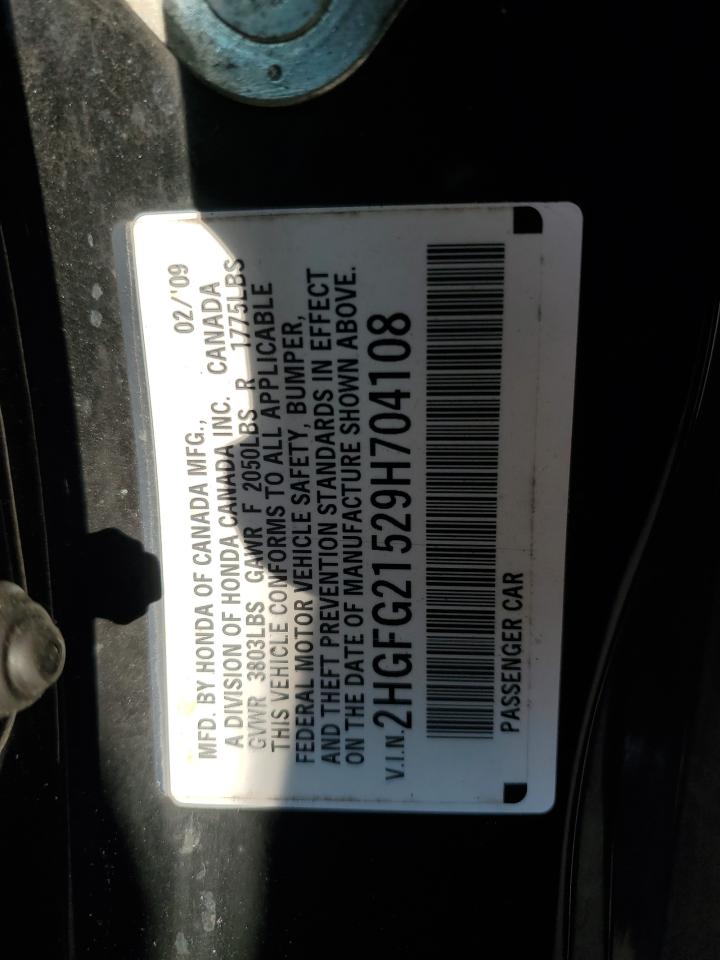 MFD. BY HONDA OF CANADA MFG., 02/'09
A DIVISION OF HONDA CANADA INC. CANADA
GVWR 3803LBS GAWR F 2050LBS R 1775LBS
THIS VEHICLE CONFORMS TO ALL APPLICABLE
FEDERAL MOTOR VEHICLE SAFETY, BUMPER,
AND THEFT PREVENTION STANDARDS IN EFFECT
ON THE DATE OF MANUFACTURE SHOWN ABOVE.
V.I.N. 2HGFG21529H704108
PASSENGER CAR